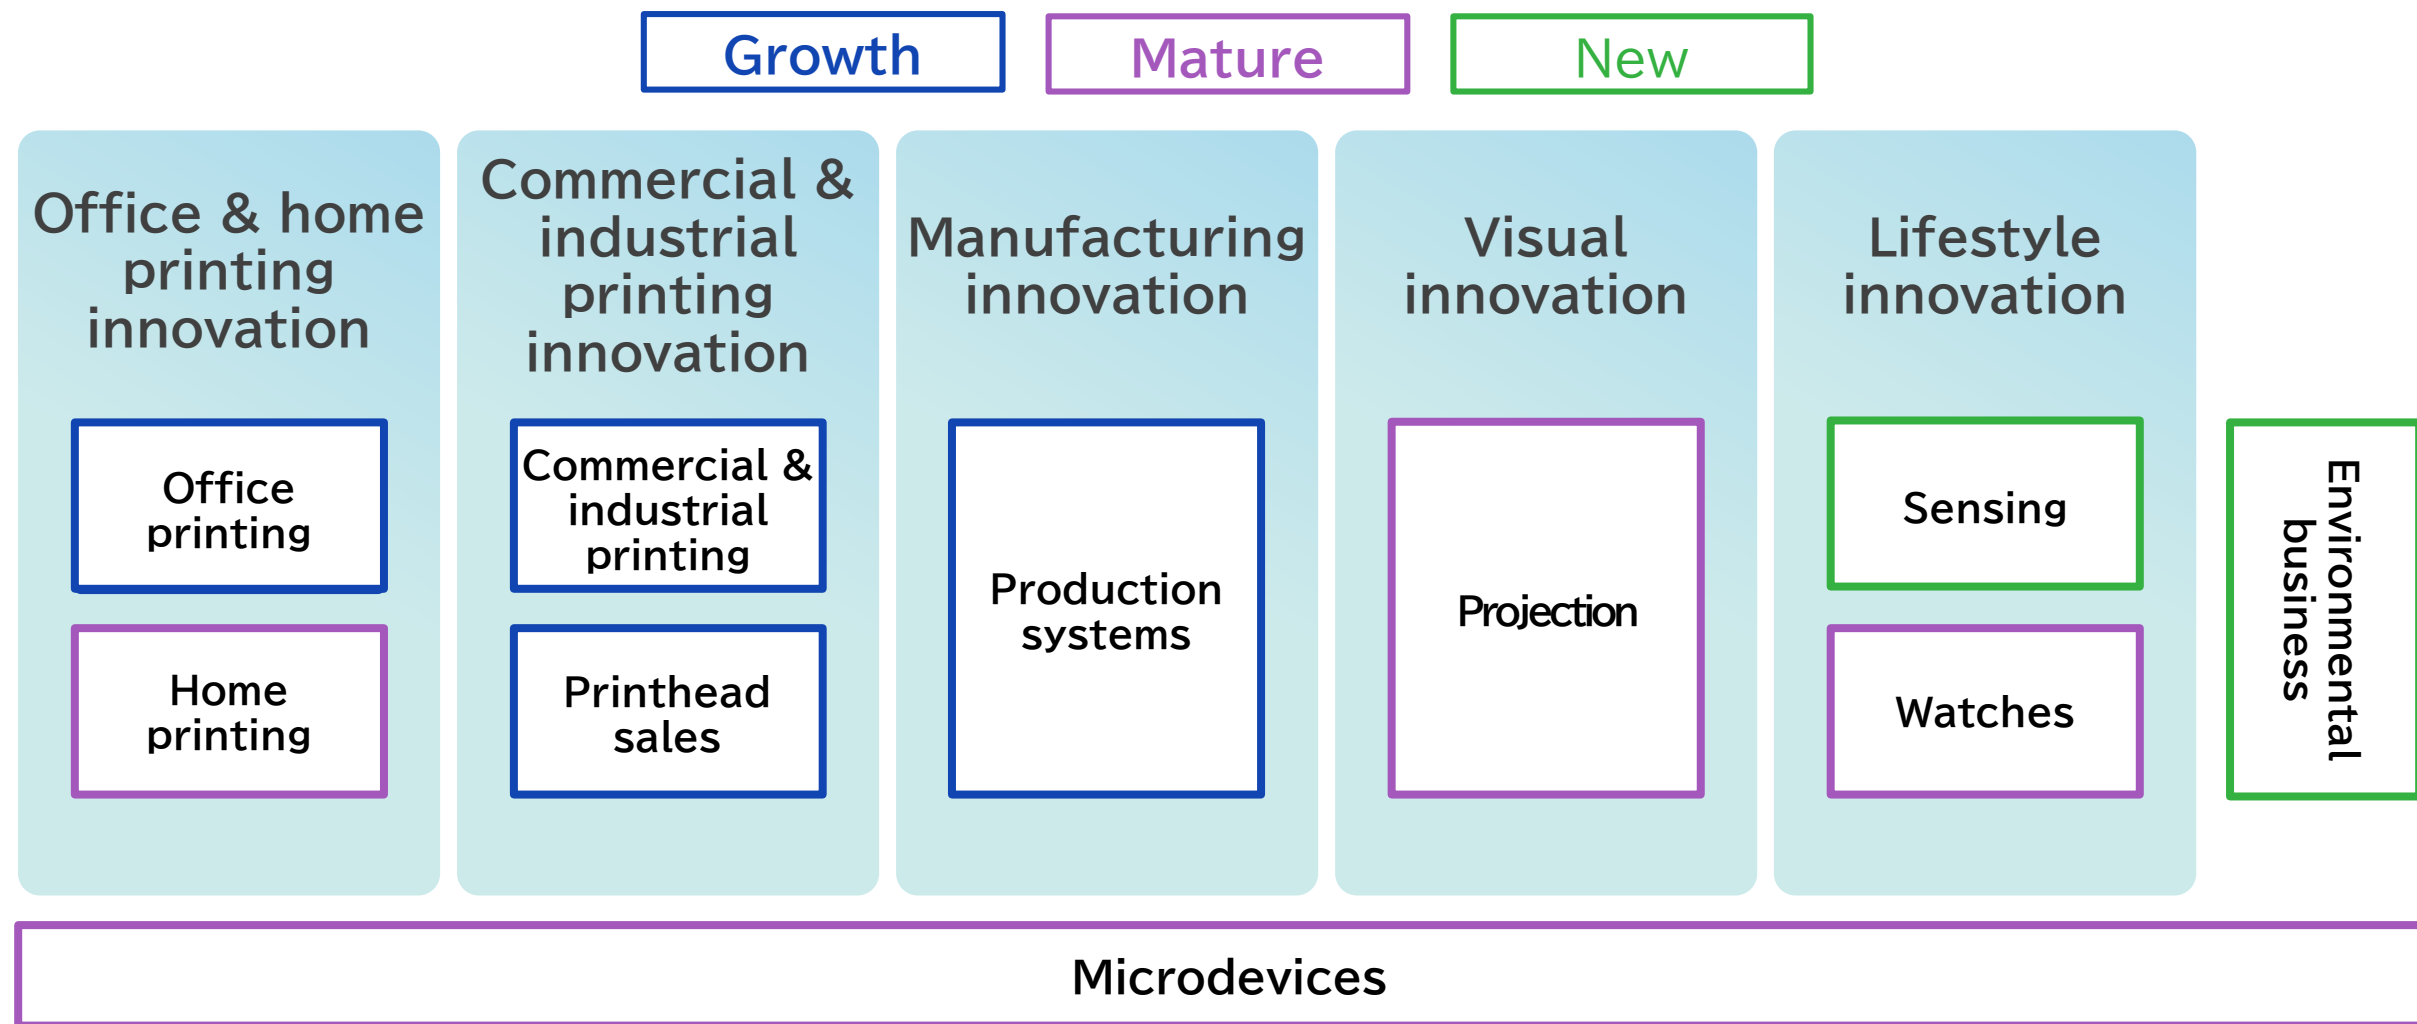 Growth
Mature
New
Office & home
printing
innovation
Commercial &
industrial
printing
innovation
Manufacturing
innovation
Visual
innovation
Lifestyle
innovation
Office
printing
Home
printing
Commercial &
industrial
printing
Printhead
sales
Production
systems
Projection
Sensing
Watches
Environmental
business
Microdevices